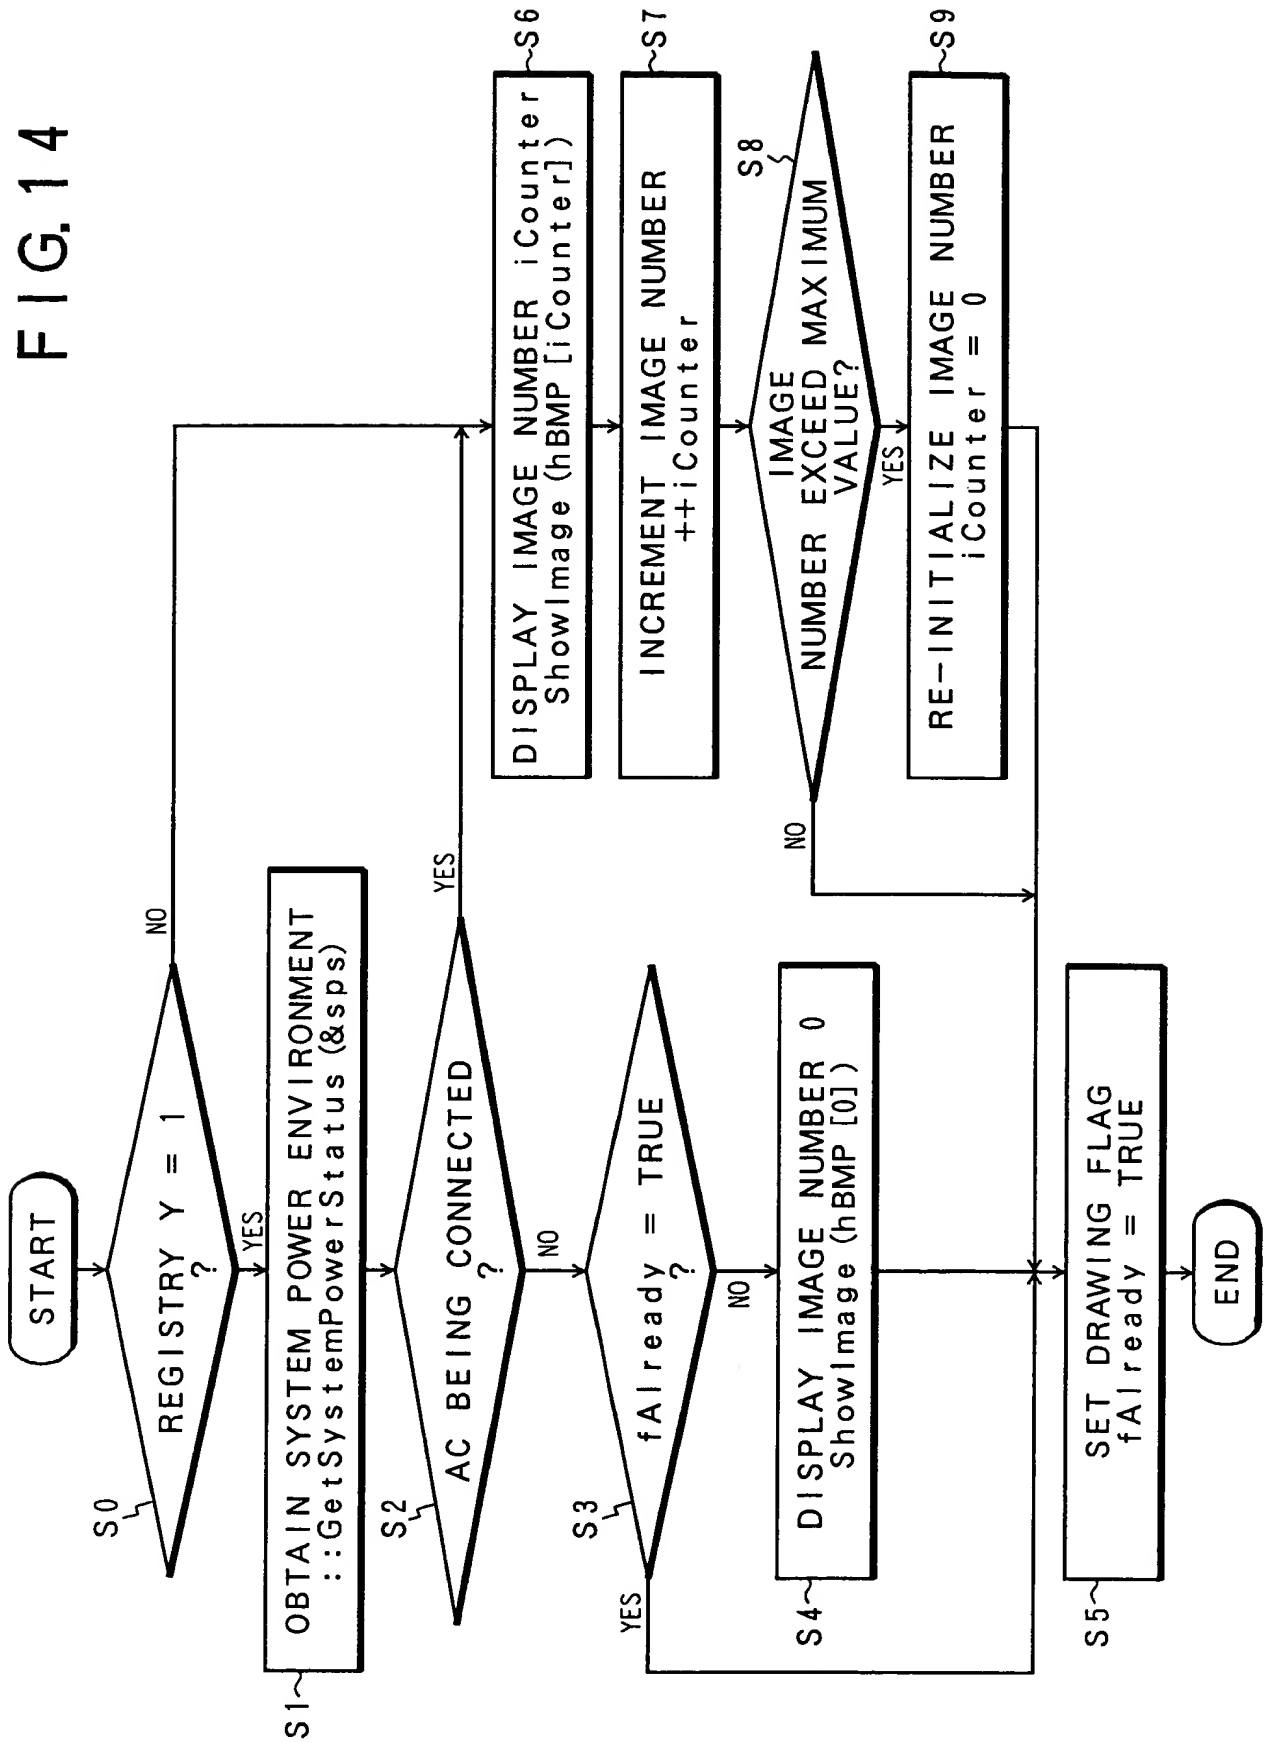 FIG.14
START
S0
REGISTRY Y = 1
?
NO
YES
S1
OBTAIN SYSTEM POWER ENVIRONMENT
::GetSystemPowerStatus (&sps)
S2
AC BEING CONNECTED
?
YES
NO
S3
fAlready = TRUE
?
YES
NO
S4
DISPLAY IMAGE NUMBER 0
ShowImage (hBMP [0])
S5
SET DRAWING FLAG
fAlready = TRUE
END
S6
DISPLAY IMAGE NUMBER iCounter
ShowImage (hBMP [iCounter])
S7
INCREMENT IMAGE NUMBER
++iCounter
S8
IMAGE
NUMBER EXCEED MAXIMUM
VALUE?
NO
YES
S9
RE-INITIALIZE IMAGE NUMBER
iCounter = 0